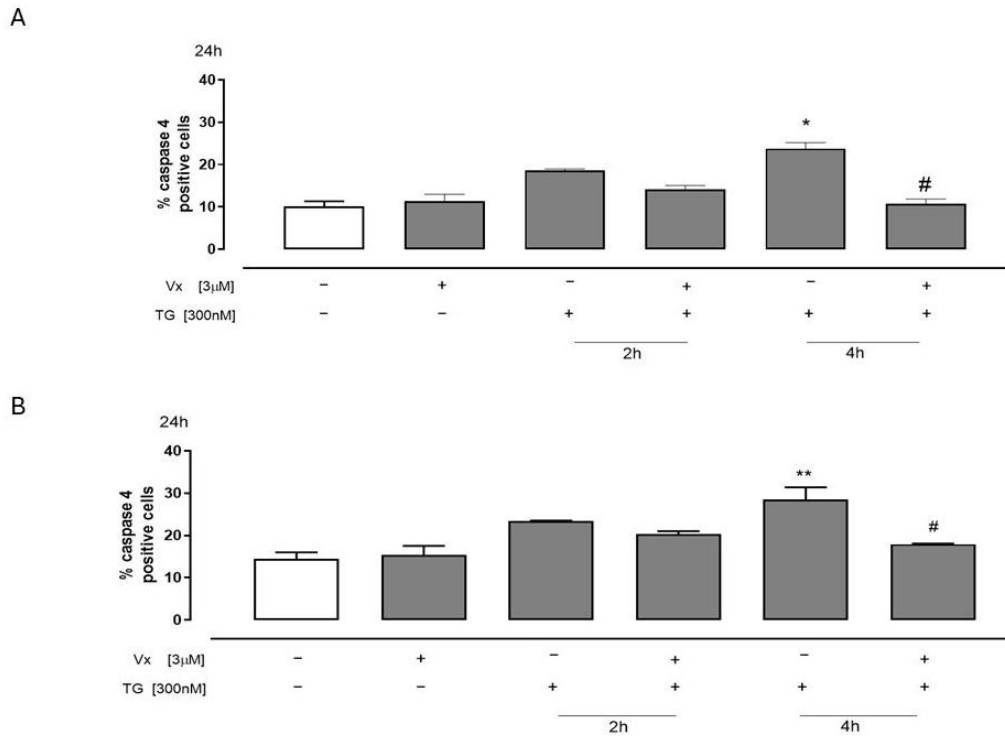 A
24h
% caspase 4
positive cells
40
30
20
10
0
*
#
Vx [3μM] − + − + − +
TG [300nM] − − + + + +
2h 4h
B
24h
% caspase 4
positive cells
40
30
20
10
0
**
#
Vx [3μM] − + − + − +
TG [300nM] − − + + + +
2h 4h